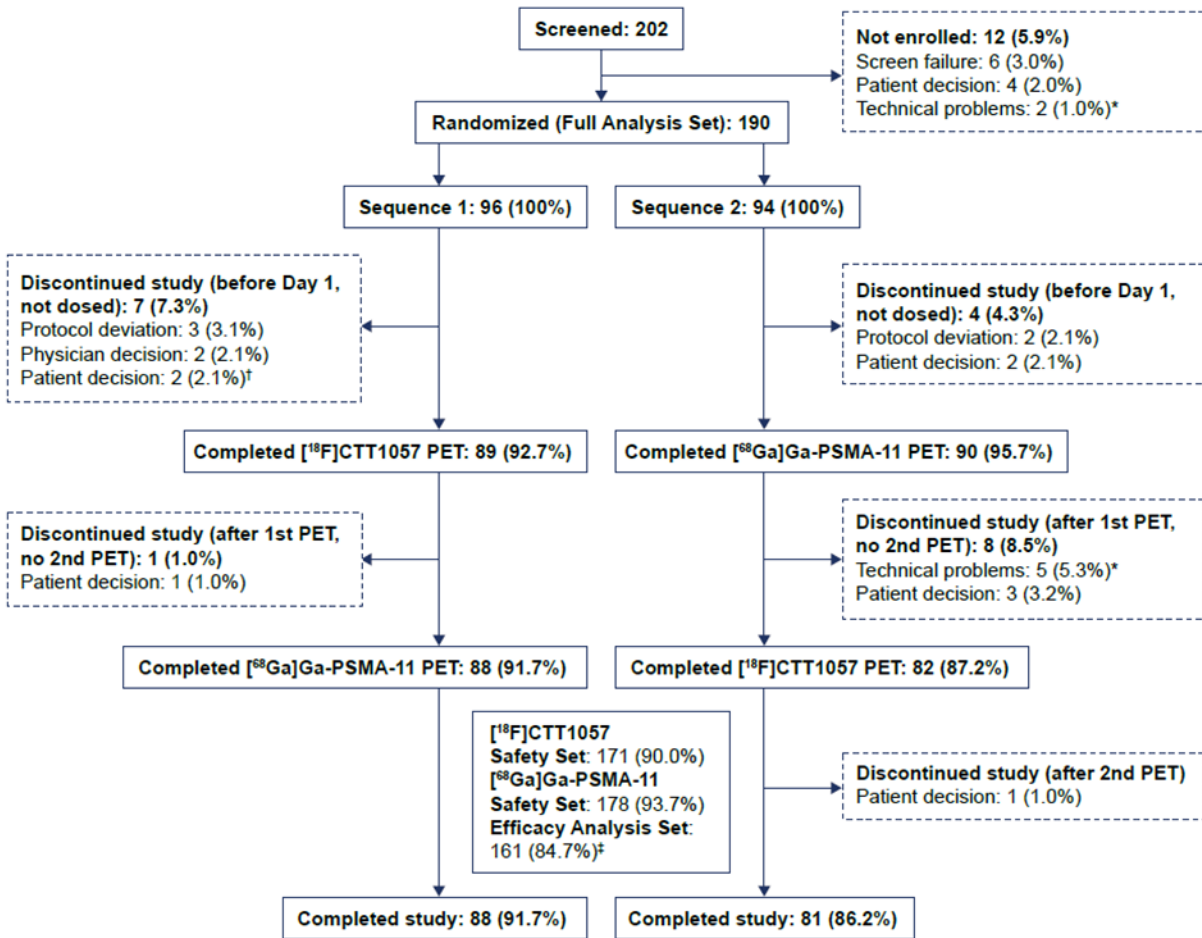 Screened: 202
Not enrolled: 12 (5.9%)
Screen failure: 6 (3.0%)
Patient decision: 4 (2.0%)
Technical problems: 2 (1.0%)*
Randomized (Full Analysis Set): 190
Sequence 1: 96 (100%)
Sequence 2: 94 (100%)
Discontinued study (before Day 1,
not dosed): 7 (7.3%)
Protocol deviation: 3 (3.1%)
Physician decision: 2 (2.1%)
Patient decision: 2 (2.1%)†
Discontinued study (before Day 1,
not dosed): 4 (4.3%)
Protocol deviation: 2 (2.1%)
Patient decision: 2 (2.1%)
Completed [¹⁸F]CTT1057 PET: 89 (92.7%)
Completed [⁶⁸Ga]Ga-PSMA-11 PET: 90 (95.7%)
Discontinued study (after 1st PET,
no 2nd PET): 1 (1.0%)
Patient decision: 1 (1.0%)
Discontinued study (after 1st PET,
no 2nd PET): 8 (8.5%)
Technical problems: 5 (5.3%)*
Patient decision: 3 (3.2%)
Completed [⁶⁸Ga]Ga-PSMA-11 PET: 88 (91.7%)
Completed [¹⁸F]CTT1057 PET: 82 (87.2%)
[¹⁸F]CTT1057
Safety Set: 171 (90.0%)
[⁶⁸Ga]Ga-PSMA-11
Safety Set: 178 (93.7%)
Efficacy Analysis Set:
161 (84.7%)‡
Discontinued study (after 2nd PET)
Patient decision: 1 (1.0%)
Completed study: 88 (91.7%)
Completed study: 81 (86.2%)